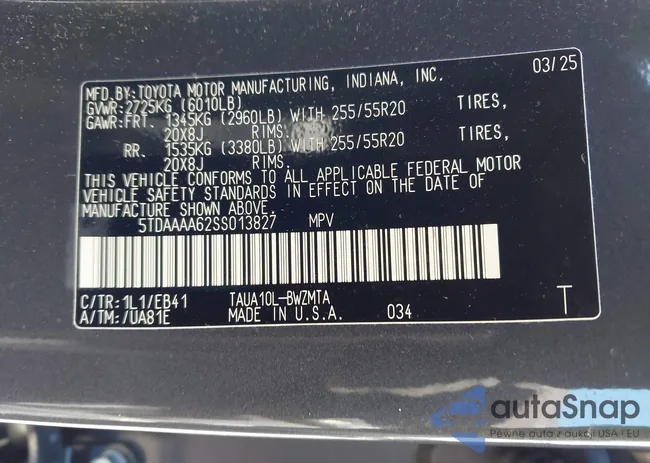 MFD.BY:TOYOTA MOTOR MANUFACTURING, INDIANA, INC. 03/25
GVWR:2725KG (6010LB)
GAWR:FRT. 1345KG (2960LB) WITH 255/55R20 TIRES,
20X8J RIMS.
RR. 1535KG (3380LB) WITH 255/55R20 TIRES,
20X8J RIMS.
THIS VEHICLE CONFORMS TO ALL APPLICABLE FEDERAL MOTOR
VEHICLE SAFETY STANDARDS IN EFFECT ON THE DATE OF
MANUFACTURE SHOWN ABOVE.
5TDAAAA62SS013827 MPV
C/TR:1L1/EB41 TAUA10L-BWZMTA
A/TM:/UA81E MADE IN U.S.A. 034 T
autaSnap
Pewne auta z aukcji USA i EU